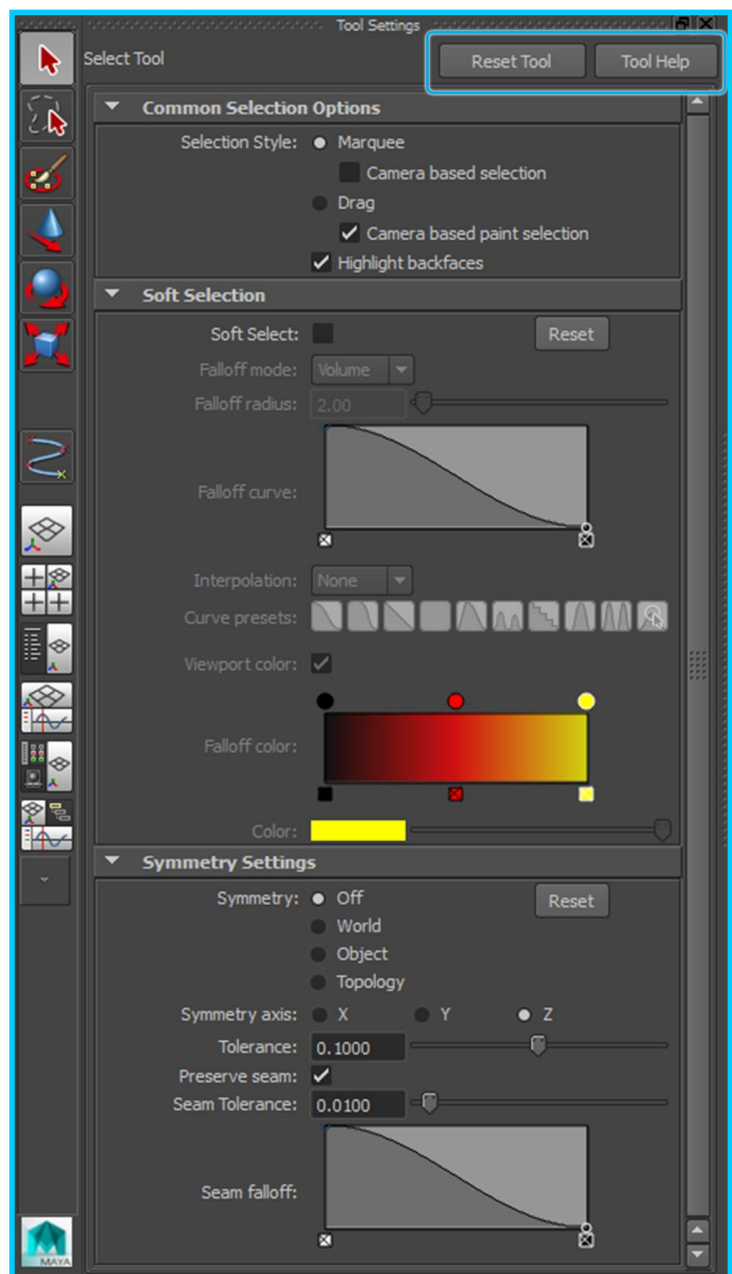 Tool Settings
Select Tool
Reset Tool
Tool Help
Common Selection Options
Selection Style: Marquee
Camera based selection
Drag
Camera based paint selection
Highlight backfaces
Soft Selection
Soft Select: Reset
Falloff mode: Volume
Falloff radius: 2.00
Falloff curve:
Interpolation: None
Curve presets:
Viewport color:
Falloff color:
Color:
Symmetry Settings
Symmetry: Off Reset
World
Object
Topology
Symmetry axis: X Y Z
Tolerance: 0.1000
Preserve seam:
Seam Tolerance: 0.0100
Seam falloff:
MAYA